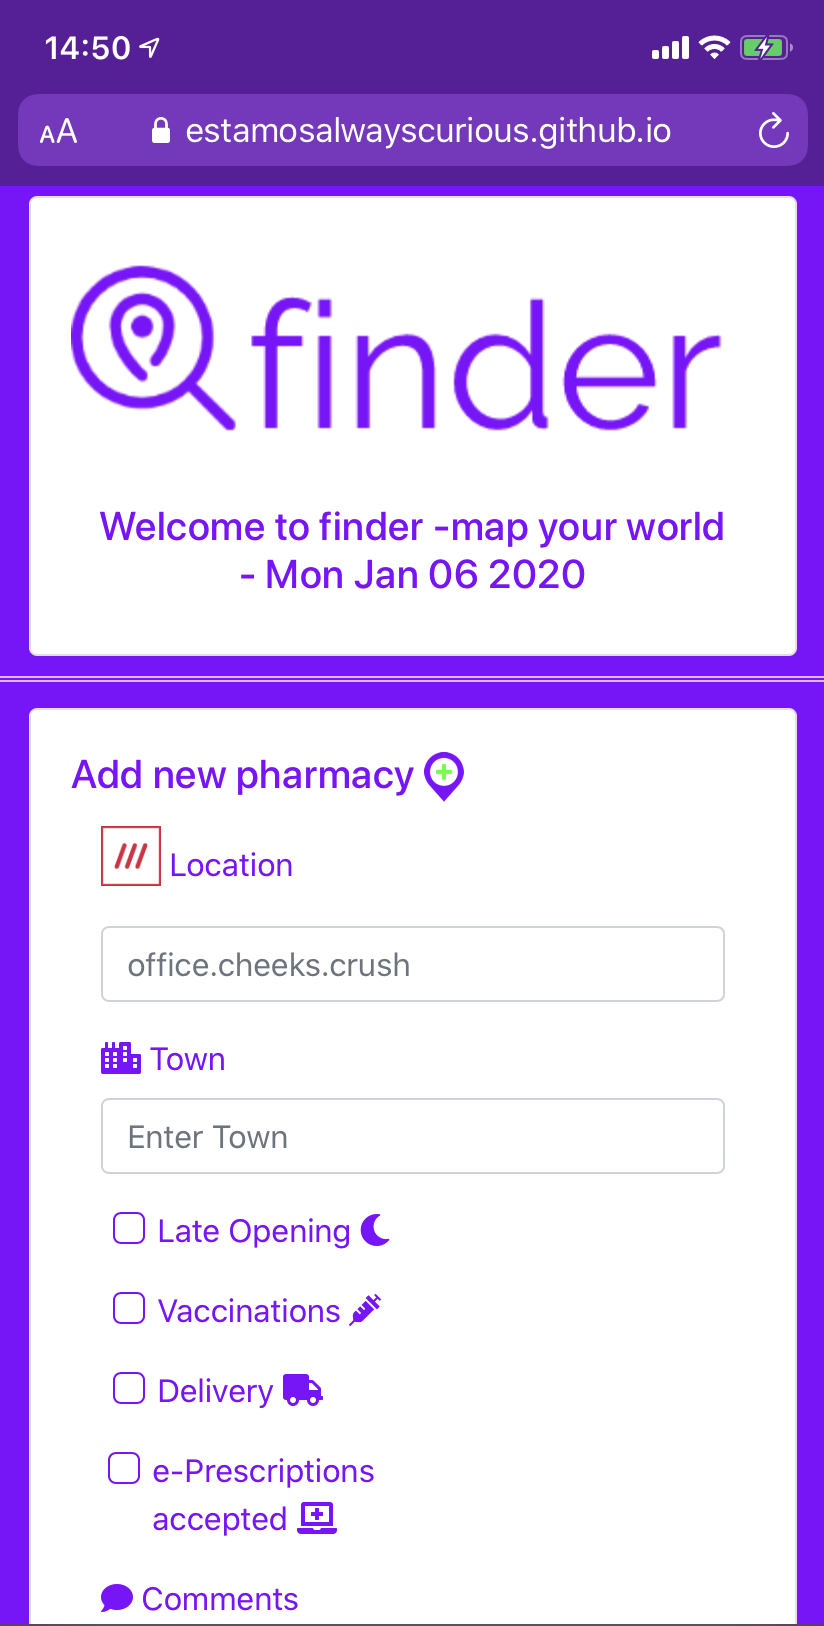 14:50
AA estamosalwayscurious.github.io
finder
Welcome to finder -map your world
- Mon Jan 06 2020
Add new pharmacy
Location
office.cheeks.crush
Town
Enter Town
Late Opening
Vaccinations
Delivery
e-Prescriptions
accepted
Comments